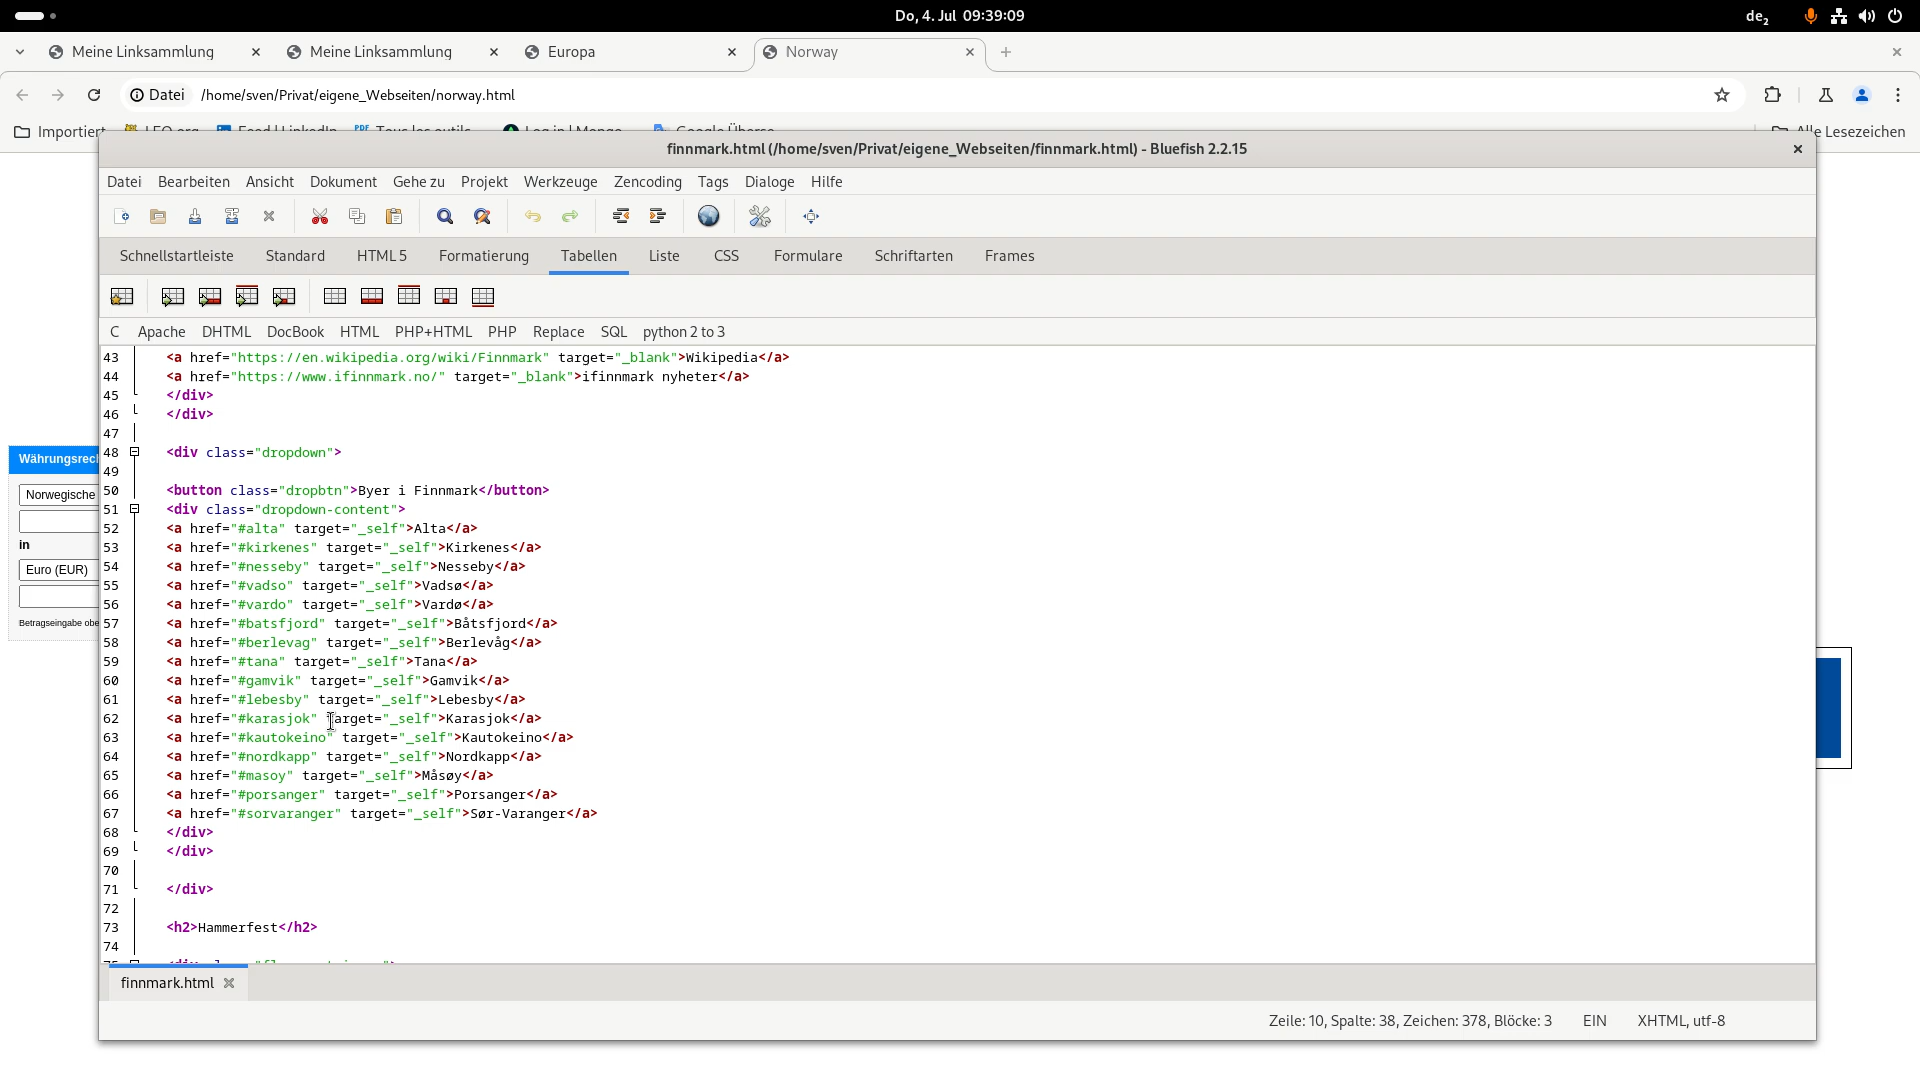 Do, 4. Jul 09:39:09
de₂
Meine Linksammlung
Meine Linksammlung
Europa
Norway
Datei
/home/sven/Privat/eigene_Webseiten/norway.html
Alle Lesezeichen
finnmark.html (/home/sven/Privat/eigene_Webseiten/finnmark.html) - Bluefish 2.2.15
Datei Bearbeiten Ansicht Dokument Gehe zu Projekt Werkzeuge Zencoding Tags Dialoge Hilfe
Schnellstartleiste Standard HTML 5 Formatierung Tabellen Liste CSS Formulare Schriftarten Frames
C Apache DHTML DocBook HTML PHP+HTML PHP Replace SQL python 2 to 3
43 <a href="https://en.wikipedia.org/wiki/Finnmark" target="_blank">Wikipedia</a>
44 <a href="https://www.ifinnmark.no/" target="_blank">ifinnmark nyheter</a>
45 </div>
46 </div>
47
48 <div class="dropdown">
49
50 <button class="dropbtn">Byer i Finnmark</button>
51 <div class="dropdown-content">
52 <a href="#alta" target="_self">Alta</a>
53 <a href="#kirkenes" target="_self">Kirkenes</a>
54 <a href="#nesseby" target="_self">Nesseby</a>
55 <a href="#vadso" target="_self">Vadsø</a>
56 <a href="#vardo" target="_self">Vardø</a>
57 <a href="#batsfjord" target="_self">Båtsfjord</a>
58 <a href="#berlevag" target="_self">Berlevåg</a>
59 <a href="#tana" target="_self">Tana</a>
60 <a href="#gamvik" target="_self">Gamvik</a>
61 <a href="#lebesby" target="_self">Lebesby</a>
62 <a href="#karasjok" target="_self">Karasjok</a>
63 <a href="#kautokeino" target="_self">Kautokeino</a>
64 <a href="#nordkapp" target="_self">Nordkapp</a>
65 <a href="#masoy" target="_self">Måsøy</a>
66 <a href="#porsanger" target="_self">Porsanger</a>
67 <a href="#sorvaranger" target="_self">Sør-Varanger</a>
68 </div>
69 </div>
70
71 </div>
72
73 <h2>Hammerfest</h2>
74
Norwegische
in
Euro (EUR)
Betragseingabe
finnmark.html
Zeile: 10, Spalte: 38, Zeichen: 378, Blöcke: 3 EIN XHTML, utf-8